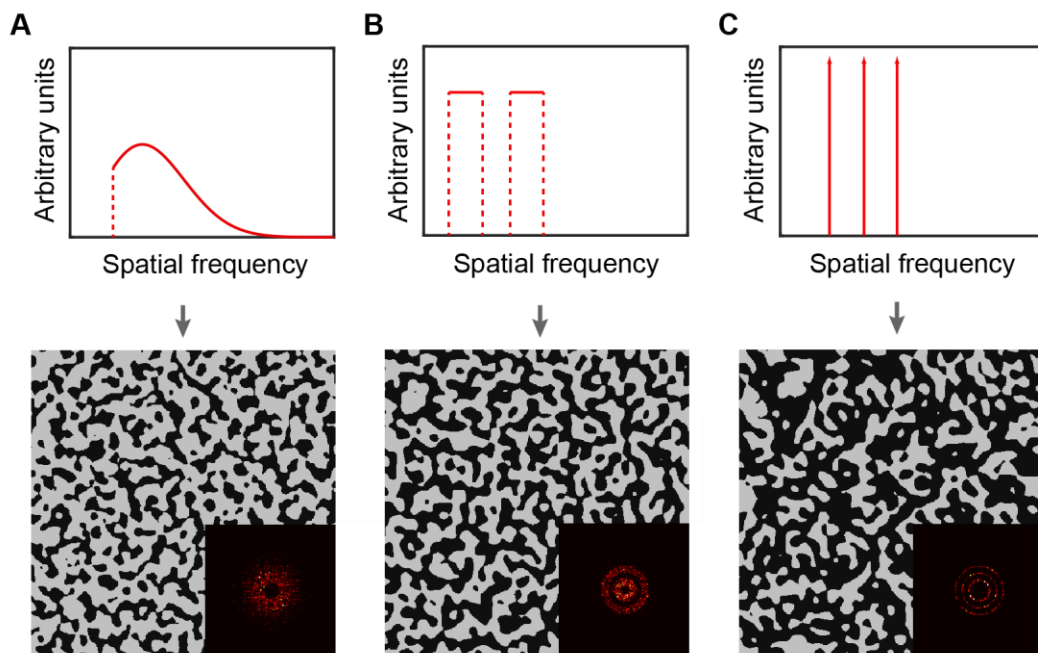 A
B
C
Arbitrary units
Arbitrary units
Arbitrary units
Spatial frequency
Spatial frequency
Spatial frequency